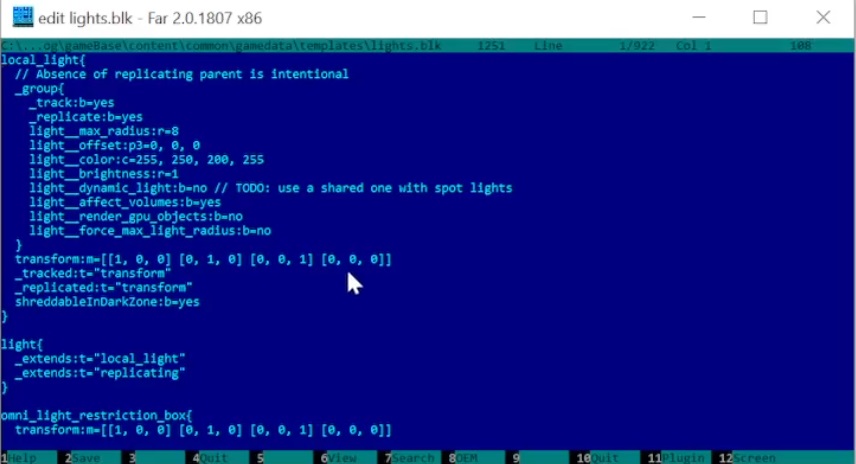 edit lights.blk - Far 2.0.1807 x86
C:\...og\gameBase\content\common\gamedata\templates\lights.blk 1251 Line 1/922 Col 1 108
local_light{
  // Absence of replicating parent is intentional
  _group{
    _track:b=yes
    _replicate:b=yes
    light__max_radius:r=8
    light__offset:p3=0, 0, 0
    light__color:c=255, 250, 200, 255
    light__brightness:r=1
    light__dynamic_light:b=no // TODO: use a shared one with spot lights
    light__affect_volumes:b=yes
    light__render_gpu_objects:b=no
    light__force_max_light_radius:b=no
  }
  transform:m=[[1, 0, 0] [0, 1, 0] [0, 0, 1] [0, 0, 0]]
  _tracked:t="transform"
  _replicated:t="transform"
  shreddableInDarkZone:b=yes
}
light{
  _extends:t="local_light"
  _extends:t="replicating"
}
omni_light_restriction_box{
  transform:m=[[1, 0, 0] [0, 1, 0] [0, 0, 1] [0, 0, 0]]
1Help 2Save 3 4Quit 5 6View 7Search 8OEM 9 10Quit 11Plugin 12Screen